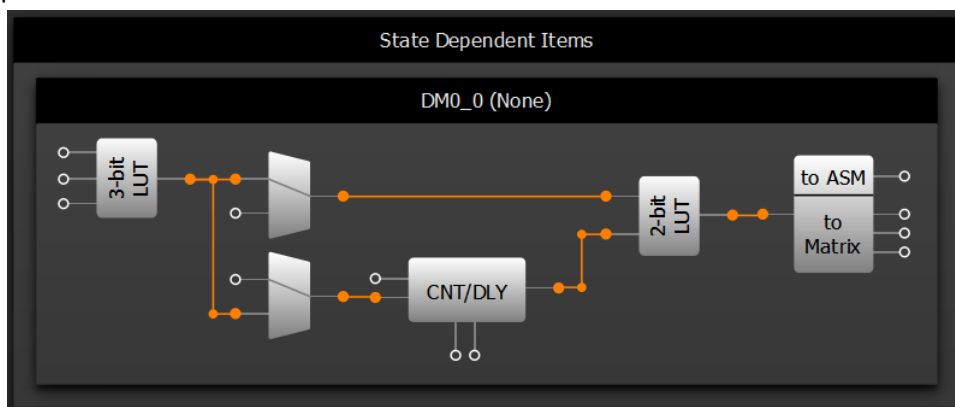 State Dependent Items
DM0_0 (None)
3-bit
LUT
2-bit
LUT
to ASM
to
Matrix
CNT/DLY